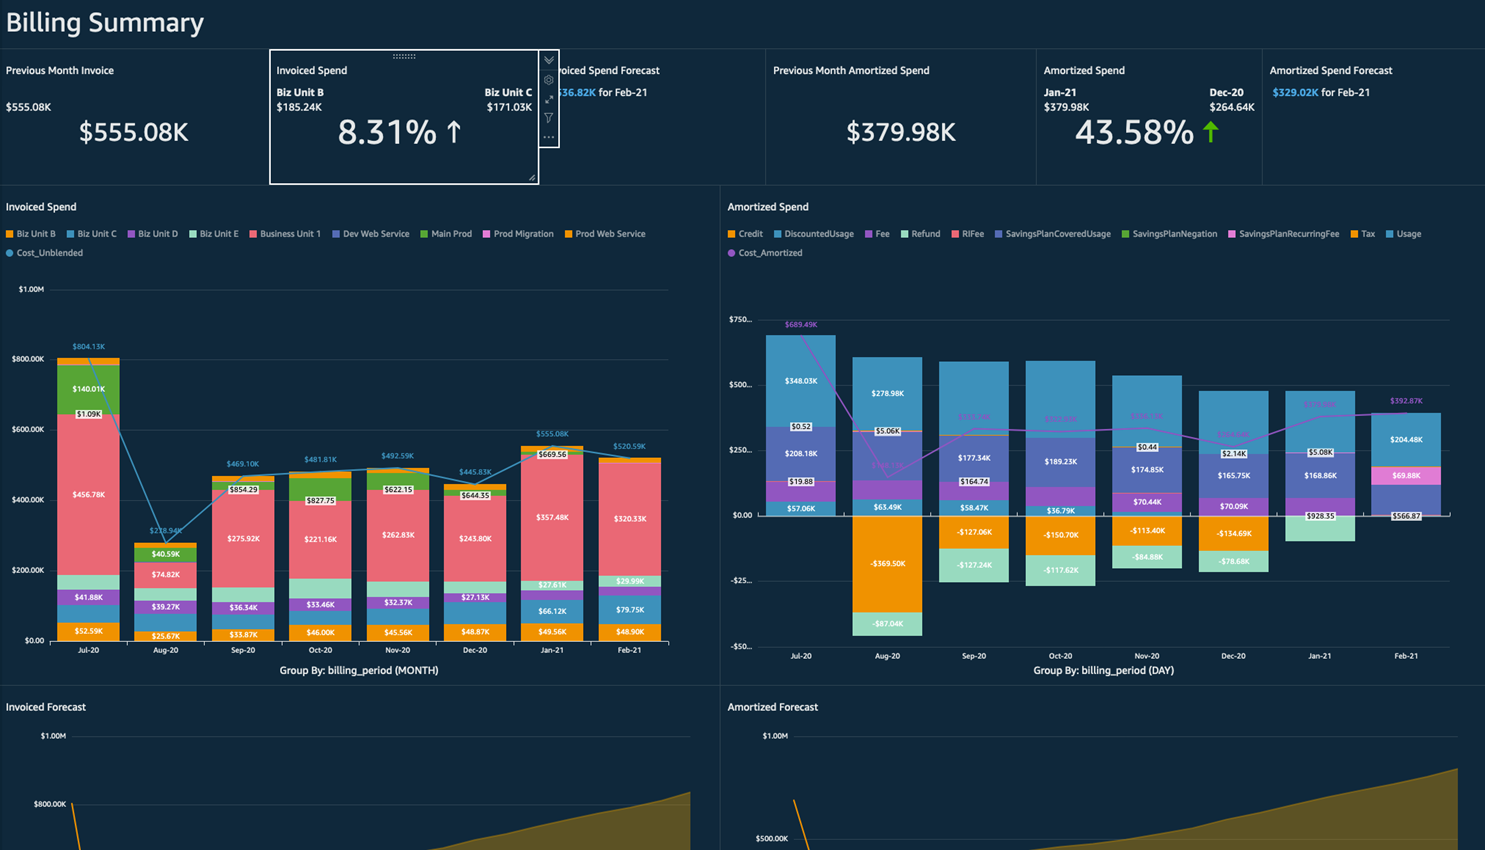 Billing Summary
Previous Month Invoice
$555.08K
$555.08K
Invoiced Spend
Biz Unit B Biz Unit C
$185.24K $171.03K
8.31%
voiced Spend Forecast
36.82K for Feb-21
Previous Month Amortized Spend
$379.98K
Amortized Spend
Jan-21 Dec-20
$379.98K $264.64K
43.58%
Amortized Spend Forecast
$329.02K for Feb-21
Invoiced Spend
Biz Unit B Biz Unit C Biz Unit D Biz Unit E Business Unit 1 Dev Web Service Main Prod Prod Migration Prod Web Service
Cost_Unblended
$1.00M
$800.00K
$600.00K
$400.00K
$200.00K
$0.00
$804.13K
$140.01K
$1.09K
$456.78K
$41.88K
$52.59K
$40.59K
$74.82K
$39.27K
$25.67K
$469.10K
$854.29
$275.92K
$36.34K
$33.87K
$481.81K
$827.75
$221.16K
$33.46K
$46.00K
$492.59K
$622.15
$262.83K
$32.37K
$45.56K
$445.83K
$644.35
$243.80K
$27.13K
$48.87K
$555.08K
$669.56
$357.48K
$27.61K
$66.12K
$49.56K
$520.59K
$320.33K
$29.99K
$79.75K
$48.90K
Jul-20 Aug-20 Sep-20 Oct-20 Nov-20 Dec-20 Jan-21 Feb-21
Group By: billing_period (MONTH)
Amortized Spend
Credit DiscountedUsage Fee Refund RIFee SavingsPlanCoveredUsage SavingsPlanNegation SavingsPlanRecurringFee Tax Usage
Cost_Amortized
$750...
$500...
$250...
$0.00
-$25...
-$50...
$689.49K
$348.03K
$0.52
$208.18K
$19.88
$57.06K
$278.98K
$5.06K
$63.49K
-$369.50K
-$87.04K
$177.34K
$164.74
$58.47K
-$127.06K
-$127.24K
$189.23K
$36.79K
-$150.70K
-$117.62K
$0.44
$174.85K
$70.44K
-$113.40K
-$84.88K
$2.14K
$165.75K
$70.09K
-$134.69K
-$78.68K
$5.08K
$168.86K
$928.35
$392.87K
$204.48K
$69.88K
$566.87
Jul-20 Aug-20 Sep-20 Oct-20 Nov-20 Dec-20 Jan-21 Feb-21
Group By: billing_period (DAY)
Invoiced Forecast
$1.00M
$800.00K
Amortized Forecast
$1.00M
$500.00K